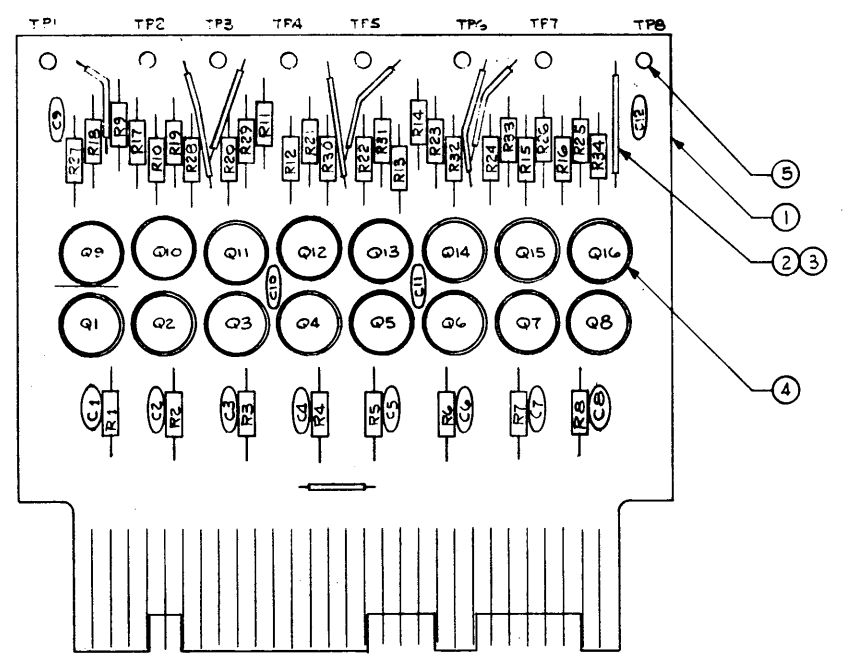 TP1 TP2 TP3 TP4 TP5 TP6 TP7 TP8
C9 R27 R18 R9 R17 R10 R19 R28 R20 R29 R11 R12 R21 R30 R22 R31 R13 R14 R23 R32 R24 R33 R15 R26 R16 R25 R34 C12
5
1
Q9 Q10 Q11 Q12 Q13 Q14 Q15 Q16
2 3
C10 C11
Q1 Q2 Q3 Q4 Q5 Q6 Q7 Q8
4
C1 R1 C2 R2 C3 R3 C4 R4 R5 C5 R6 C6 R7 C7 R8 C8